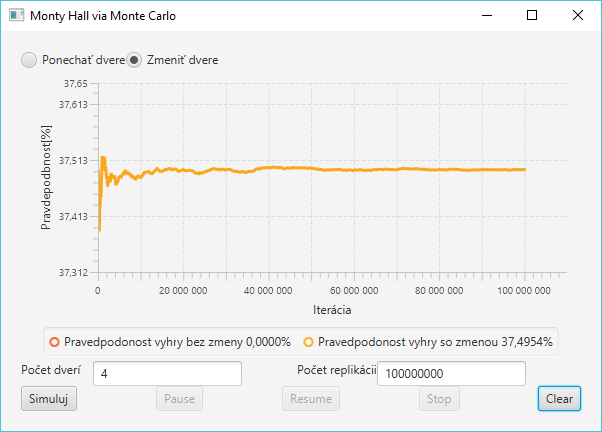 Monty Hall via Monte Carlo
Ponechať dvere Zmeniť dvere
37,65
37,613
37,513
37,413
37,312
Pravdepodbnost[%]
0 20 000 000 40 000 000 60 000 000 80 000 000 100 000 000
Iterácia
Pravedpodonost vyhry bez zmeny 0,0000% Pravedpodonost vyhry so zmenou 37,4954%
Počet dverí 4 Počet replikácii 100000000
Simuluj Pause Resume Stop Clear